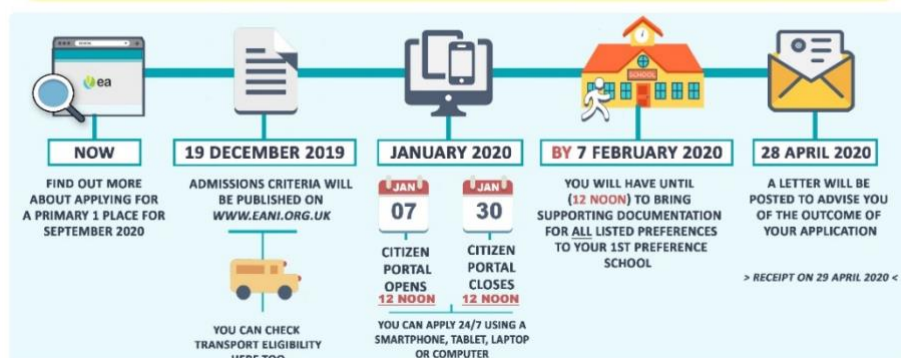 ea
NOW
FIND OUT MORE
ABOUT APPLYING FOR
A PRIMARY 1 PLACE FOR
SEPTEMBER 2020
19 DECEMBER 2019
ADMISSIONS CRITERIA WILL
BE PUBLISHED ON
WWW.EANI.ORG.UK
YOU CAN CHECK
TRANSPORT ELIGIBILITY
HERE TOO
JANUARY 2020
JAN
07
CITIZEN
PORTAL
OPENS
12 NOON
JAN
30
CITIZEN
PORTAL
CLOSES
12 NOON
YOU CAN APPLY 24/7 USING A
SMARTPHONE, TABLET, LAPTOP
OR COMPUTER
SCHOOL
BY 7 FEBRUARY 2020
YOU WILL HAVE UNTIL
(12 NOON) TO BRING
SUPPORTING DOCUMENTATION
FOR ALL LISTED PREFERENCES
TO YOUR 1ST PREFERENCE
SCHOOL
28 APRIL 2020
A LETTER WILL BE
POSTED TO ADVISE YOU
OF THE OUTCOME OF
YOUR APPLICATION
> RECEIPT ON 29 APRIL 2020 <